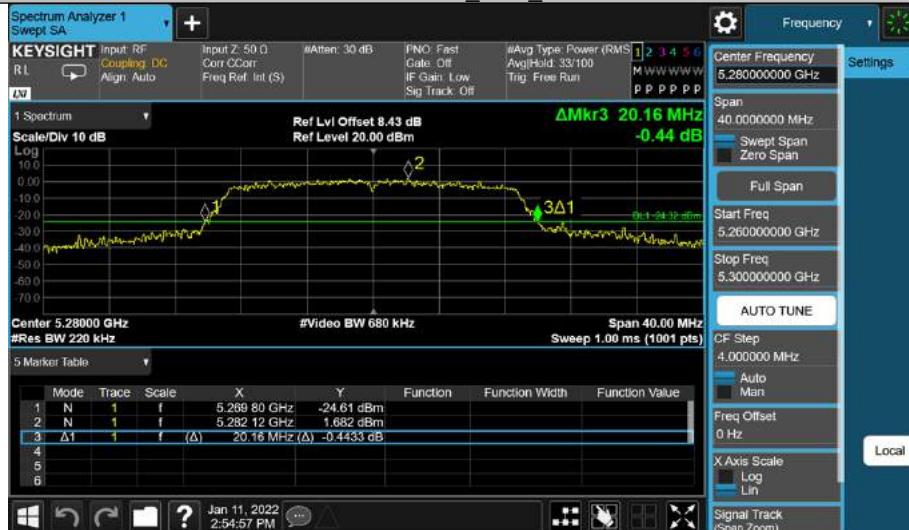 Spectrum Analyzer 1
Swept SA
+
Frequency
KEYSIGHT
RL
LXI
Input: RF
Coupling: DC
Align: Auto
Input Z: 50 Ω
Corr CCorr
Freq Ref: Int (S)
#Atten: 30 dB
PNO: Fast
Gate: Off
IF Gain: Low
Sig Track: Off
#Avg Type: Power (RMS
Avg|Hold: 33/100
Trig: Free Run
1 2 3 4 5 6
M W W W W W
P P P P P P
1 Spectrum
Scale/Div 10 dB
Ref Lvl Offset 8.43 dB
Ref Level 20.00 dBm
ΔMkr3 20.16 MHz
-0.44 dB
Log
10.0
0.00
-10.0
-20.0
-30.0
-40.0
-50.0
-60.0
-70.0
1
2
3Δ1
DL1 -24.32 dBm
Center 5.28000 GHz
#Res BW 220 kHz
#Video BW 680 kHz
Span 40.00 MHz
Sweep 1.00 ms (1001 pts)
5 Marker Table
Mode Trace Scale X Y Function Function Width Function Value
1 N 1 f 5.269 80 GHz -24.61 dBm
2 N 1 f 5.282 12 GHz 1.682 dBm
3 Δ1 1 f (Δ) 20.16 MHz (Δ) -0.4433 dB
4
5
6
?
Jan 11, 2022
2:54:57 PM
Center Frequency
5.280000000 GHz
Span
40.0000000 MHz
Swept Span
Zero Span
Full Span
Start Freq
5.260000000 GHz
Stop Freq
5.300000000 GHz
AUTO TUNE
CF Step
4.000000 MHz
Auto
Man
Freq Offset
0 Hz
X Axis Scale
Log
Lin
Signal Track
(Span Zoom)
Settings
Local